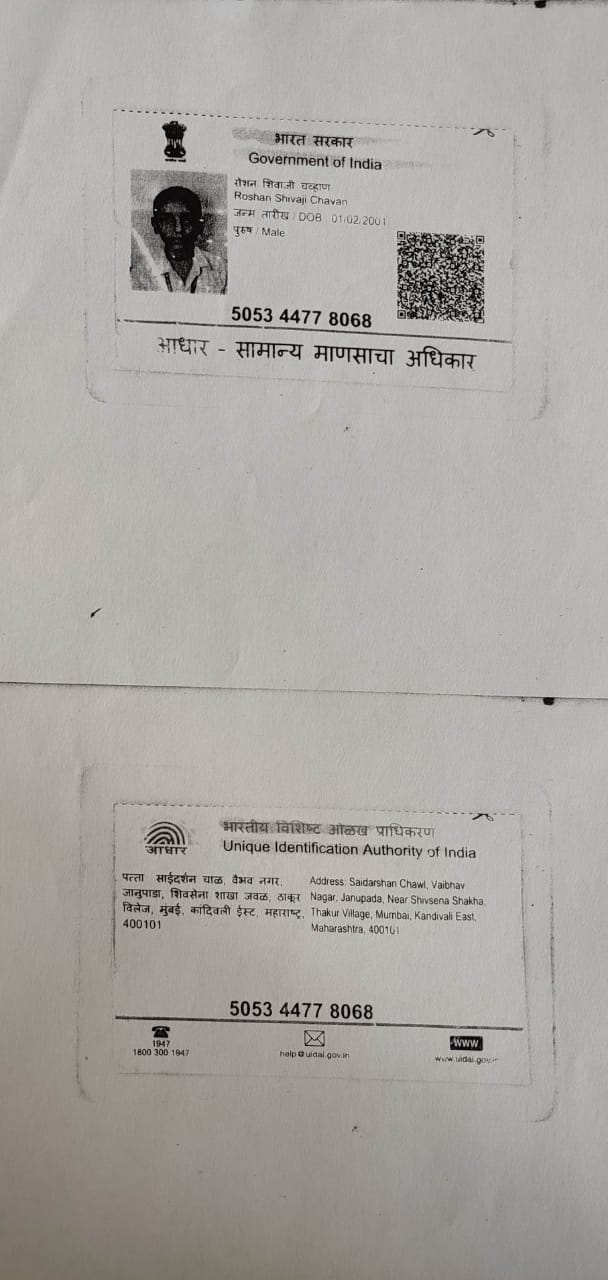 भारत सरकार
Government of India
रोशन शिवाजी चव्हाण
Roshan Shivaji Chavan
जन्म तारीख / DOB : 01/02/2001
पुरुष / Male
5053 4477 8068
आधार - सामान्य माणसाचा अधिकार
भारतीय विशिष्ट ओळख प्राधिकरण
Unique Identification Authority of India
आधार
पत्ता साईदर्शन चाळ, वैभव नगर,
जानुपाडा, शिवसेना शाखा जवळ, ठाकूर
विलेज, मुंबई, कांदिवली ईस्ट, महाराष्ट्र,
400101
Address: Saidarshan Chawl, Vaibhav
Nagar, Janupada, Near Shivsena Shakha,
Thakur Village, Mumbai, Kandivali East,
Maharashtra, 400101
5053 4477 8068
1947
1800 300 1947
help@uidai.gov.in
WWW
www.uidai.gov.in